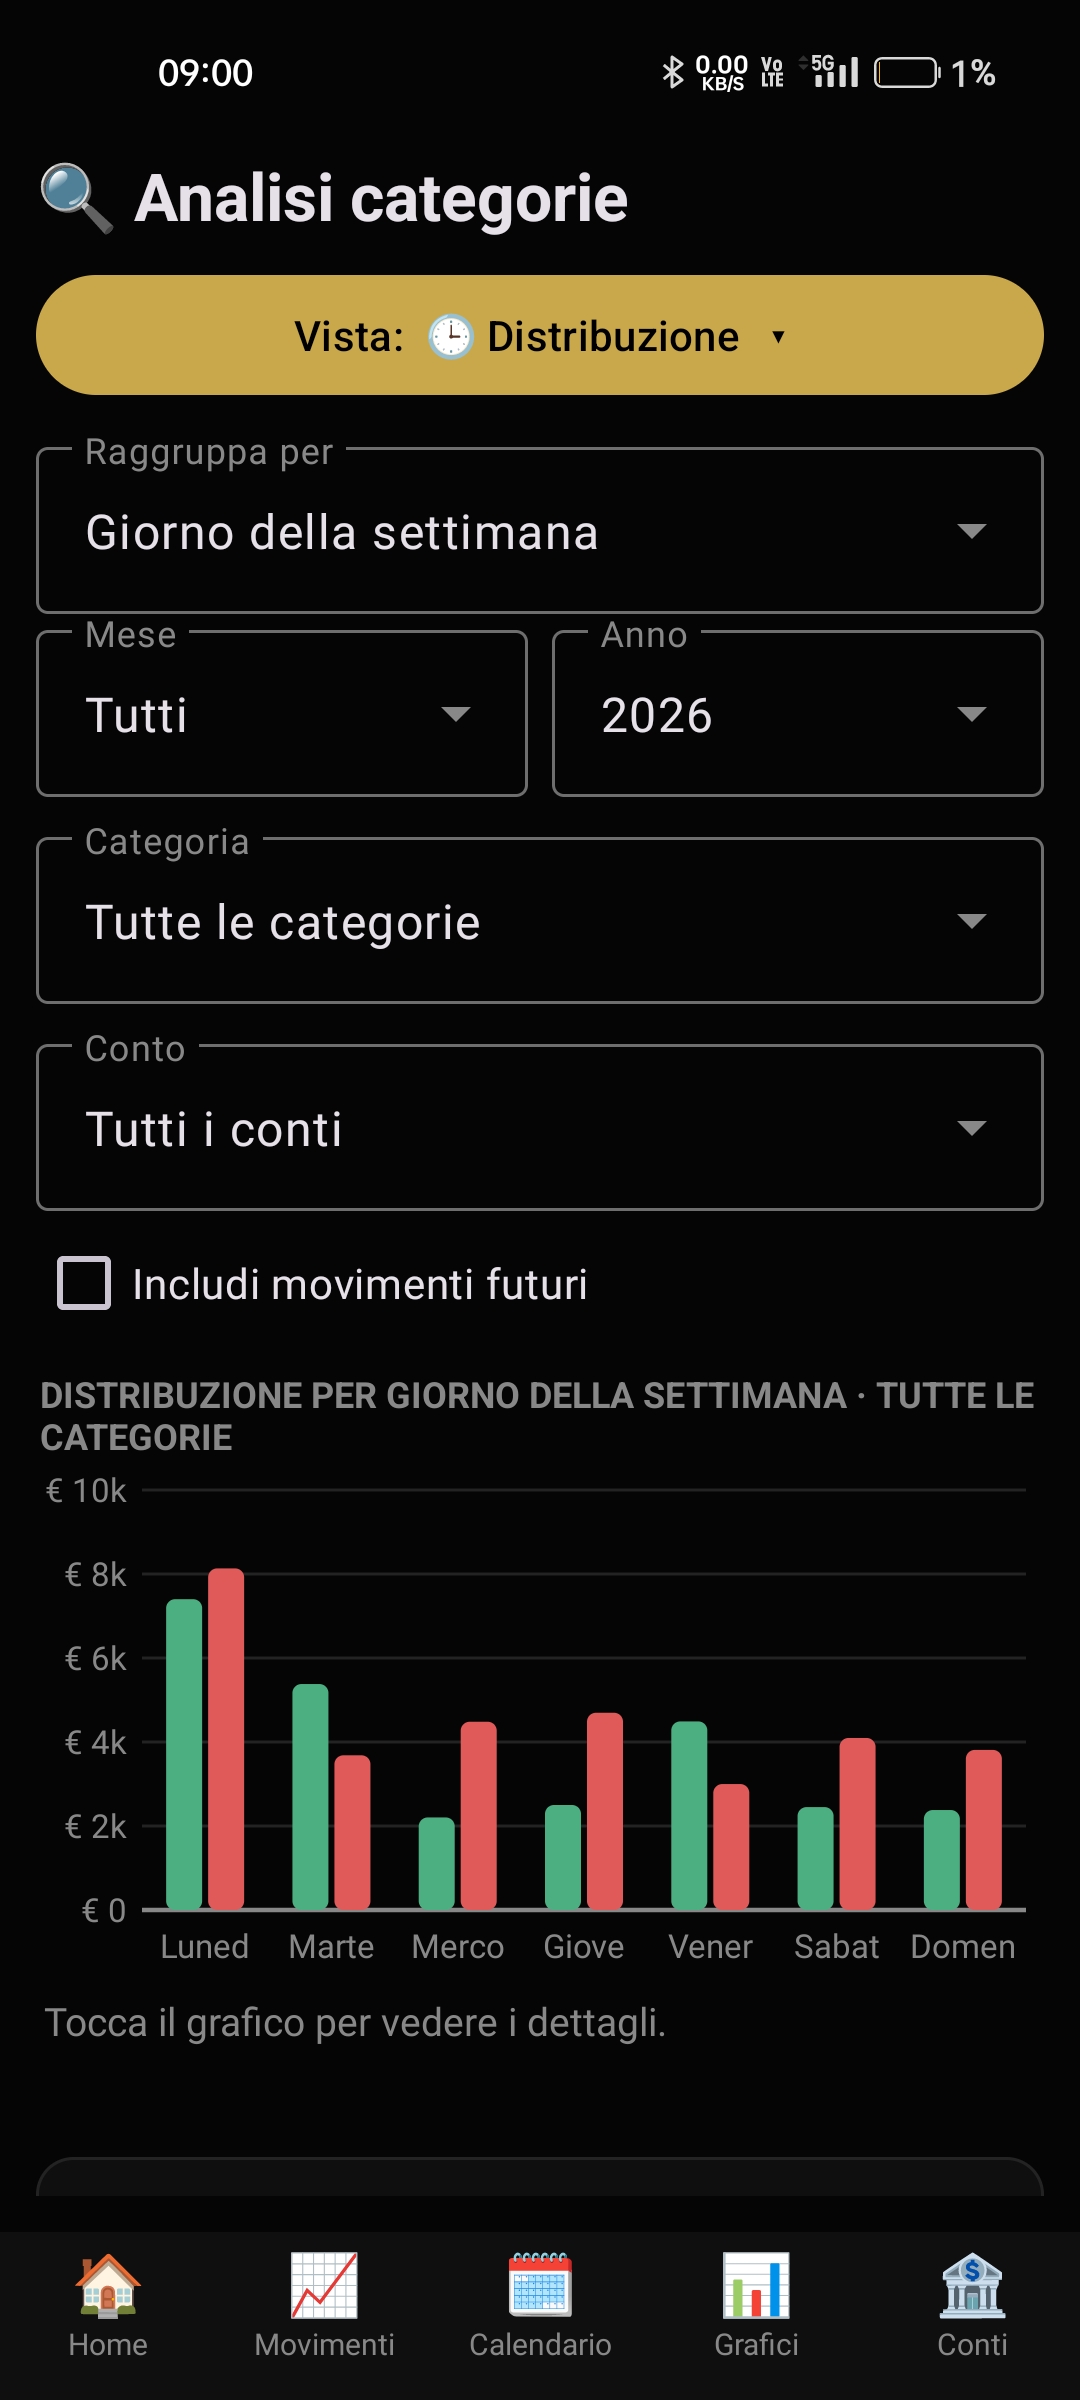 09:00
0.00 KB/S Vo LTE 5G 1%
Analisi categorie
Vista: Distribuzione ▾
Raggruppa per
Giorno della settimana
Mese Anno
Tutti 2026
Categoria
Tutte le categorie
Conto
Tutti i conti
Includi movimenti futuri
DISTRIBUZIONE PER GIORNO DELLA SETTIMANA · TUTTE LE
CATEGORIE
€ 10k
€ 8k
€ 6k
€ 4k
€ 2k
€ 0
Luned Marte Merco Giove Vener Sabat Domen
Tocca il grafico per vedere i dettagli.
Home Movimenti Calendario Grafici Conti